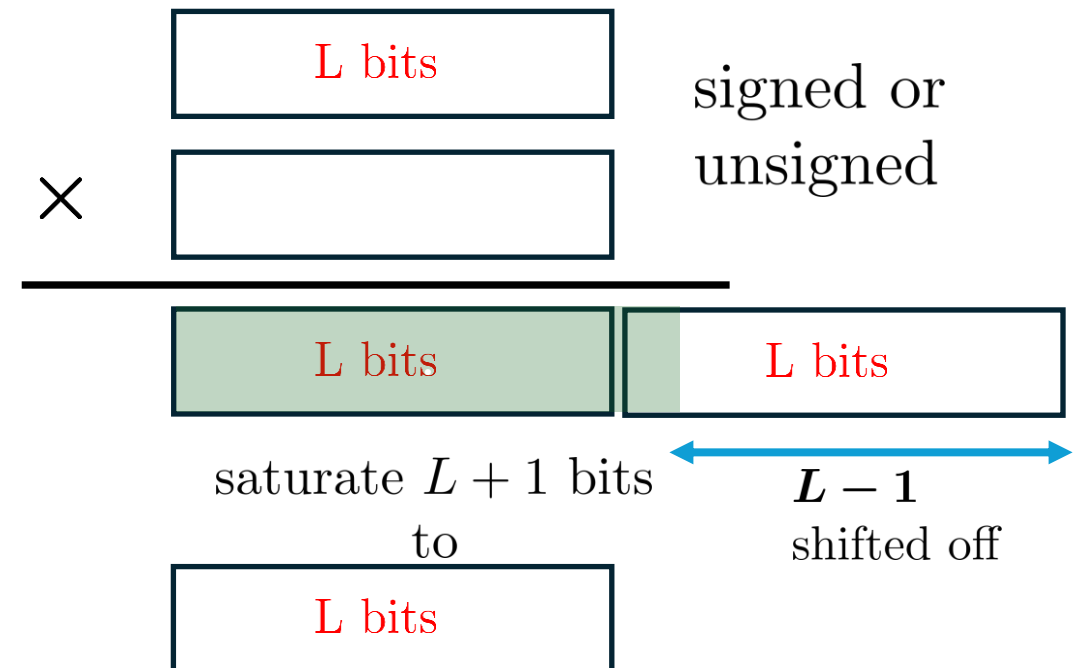 L bits
signed or
unsigned
×
L bits
L bits
saturate L + 1 bits
to
L − 1
shifted off
L bits